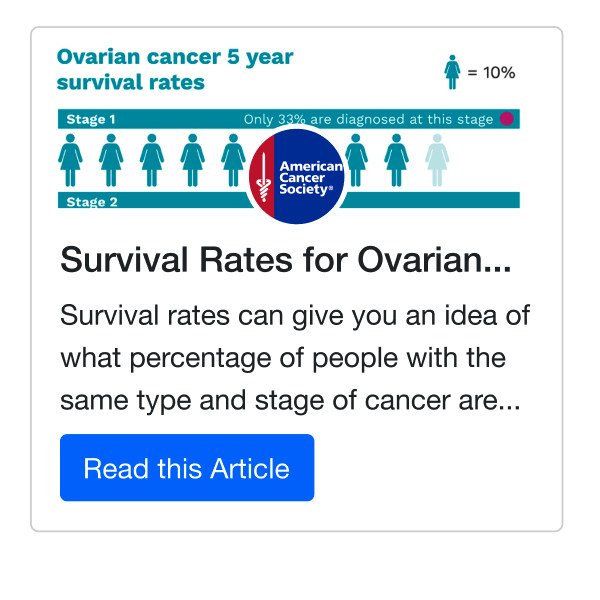 Ovarian cancer 5 year
survival rates
= 10%
Stage 1
Only 33% are diagnosed at this stage
American
Cancer
Society®
Stage 2
Survival Rates for Ovarian...
Survival rates can give you an idea of
what percentage of people with the
same type and stage of cancer are...
Read this Article